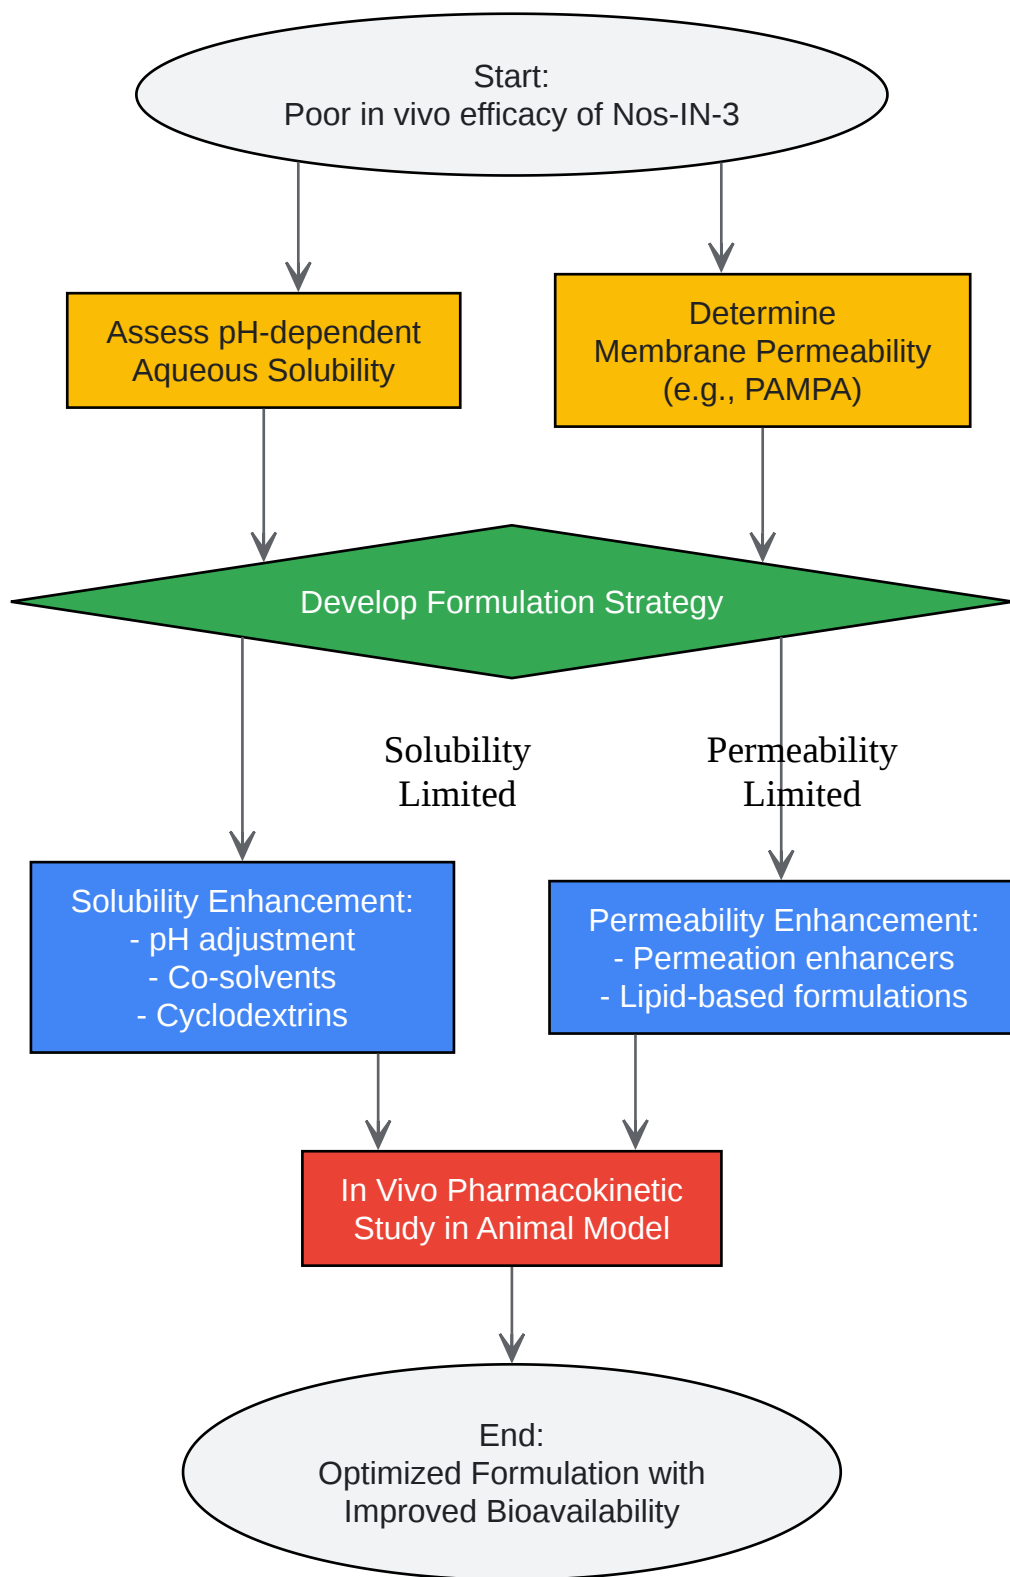 Start:
Poor in vivo efficacy of Nos-IN-3
Assess pH-dependent
Aqueous Solubility
Determine
Membrane Permeability
(e.g., PAMPA)
Develop Formulation Strategy
Solubility
Limited
Permeability
Limited
Solubility Enhancement:
- pH adjustment
- Co-solvents
- Cyclodextrins
Permeability Enhancement:
- Permeation enhancers
- Lipid-based formulations
In Vivo Pharmacokinetic
Study in Animal Model
End:
Optimized Formulation with
Improved Bioavailability